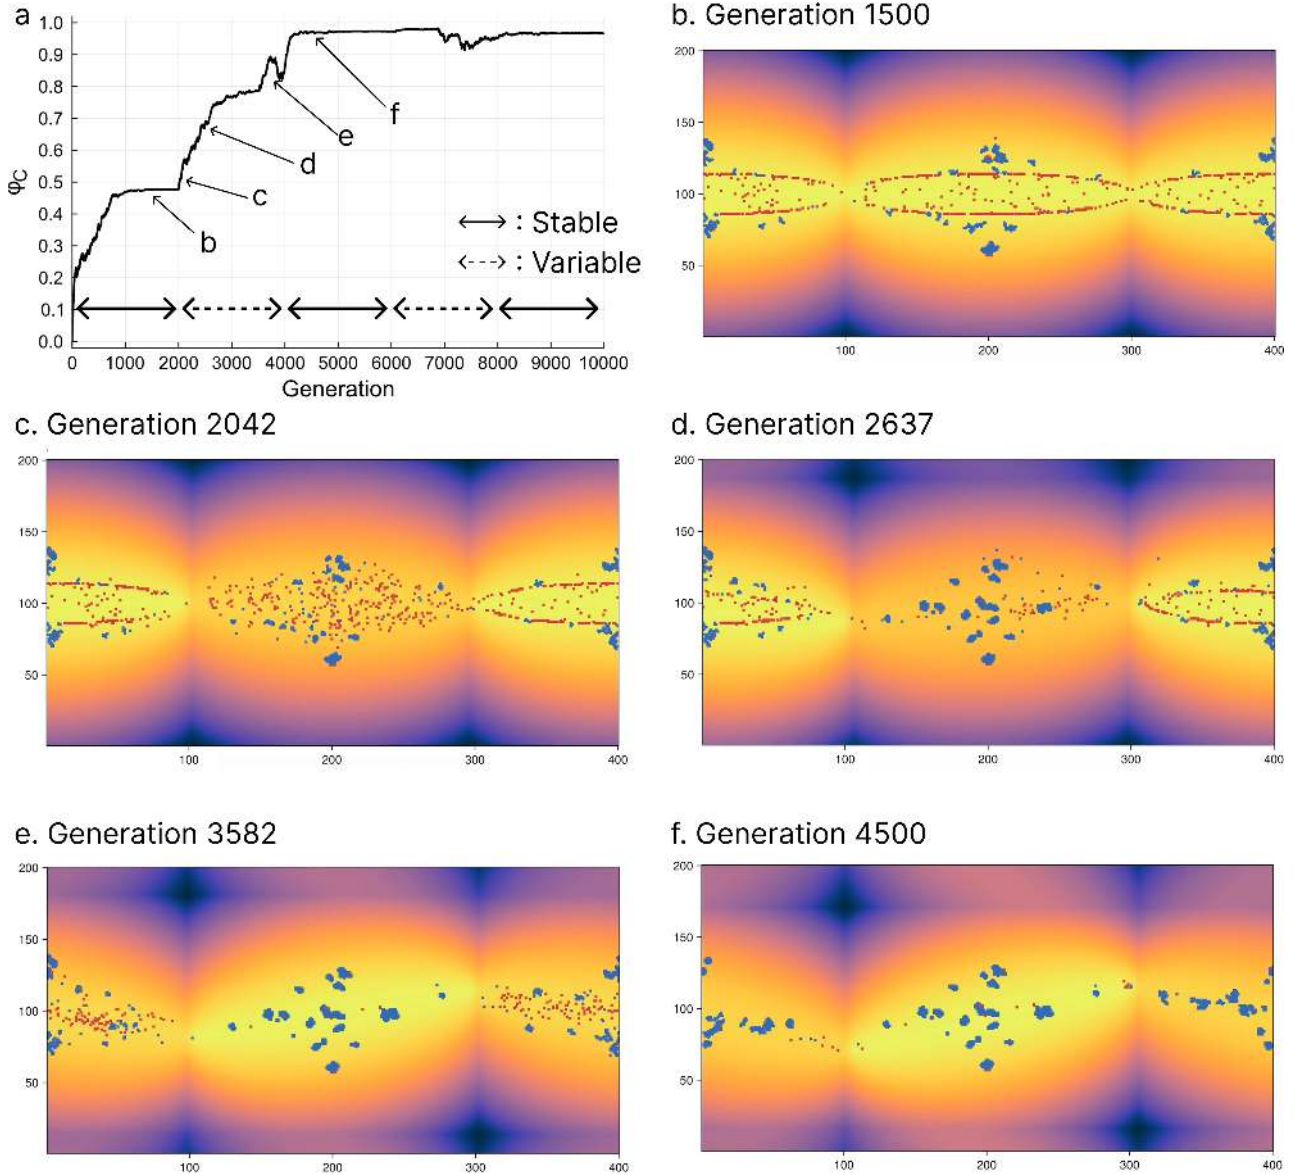 a
1.0
0.9
0.8
0.7
0.6
0.5
0.4
0.3
0.2
0.1
0.0
φC
b
c
d
e
f
: Stable
: Variable
0 1000 2000 3000 4000 5000 6000 7000 8000 9000 10000
Generation
b. Generation 1500
200
150
100
50
100 200 300 400
c. Generation 2042
200
150
100
50
100 200 300 400
d. Generation 2637
200
150
100
50
100 200 300 400
e. Generation 3582
200
150
100
50
100 200 300 400
f. Generation 4500
200
150
100
50
100 200 300 400